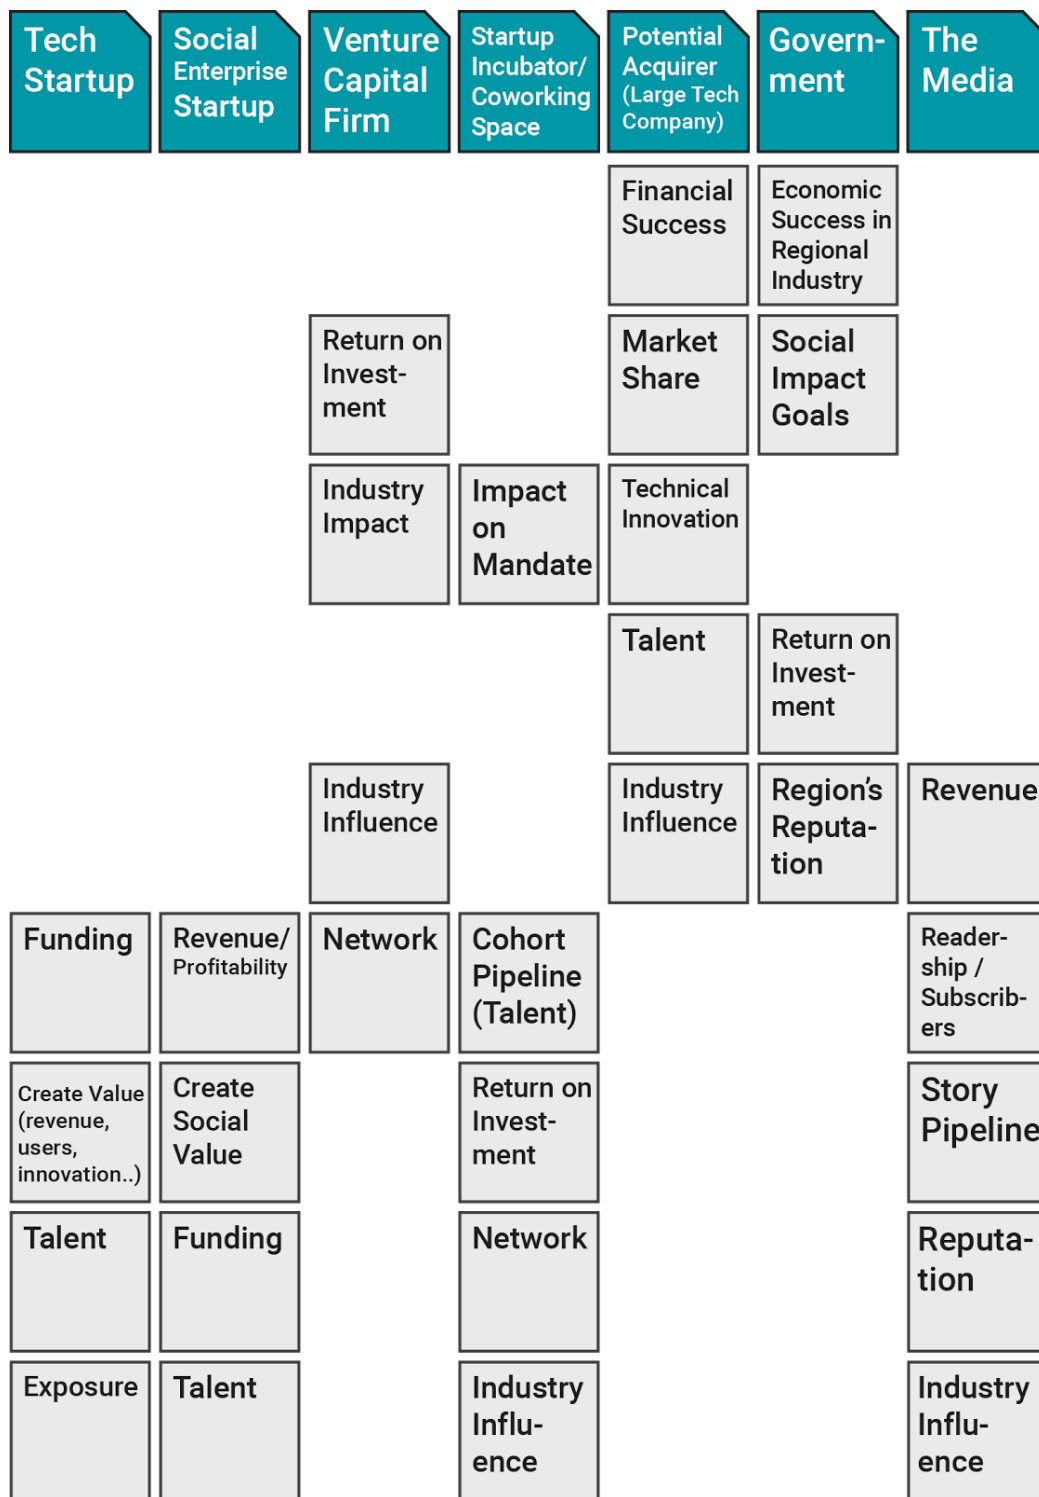 Tech
Startup
Social
Enterprise
Startup
Venture
Capital
Firm
Startup
Incubator/
Coworking
Space
Potential
Acquirer
(Large Tech
Company)
Govern-
ment
The
Media
Financial
Success
Economic
Success in
Regional
Industry
Return on
Invest-
ment
Market
Share
Social
Impact
Goals
Industry
Impact
Impact
on
Mandate
Technical
Innovation
Talent
Return on
Invest-
ment
Industry
Influence
Industry
Influence
Region's
Reputa-
tion
Revenue
Funding
Revenue/
Profitability
Network
Cohort
Pipeline
(Talent)
Reader-
ship /
Subscrib-
ers
Create Value
(revenue,
users,
innovation..)
Create
Social
Value
Return on
Invest-
ment
Story
Pipeline
Talent
Funding
Network
Reputa-
tion
Exposure
Talent
Industry
Influ-
ence
Industry
Influ-
ence